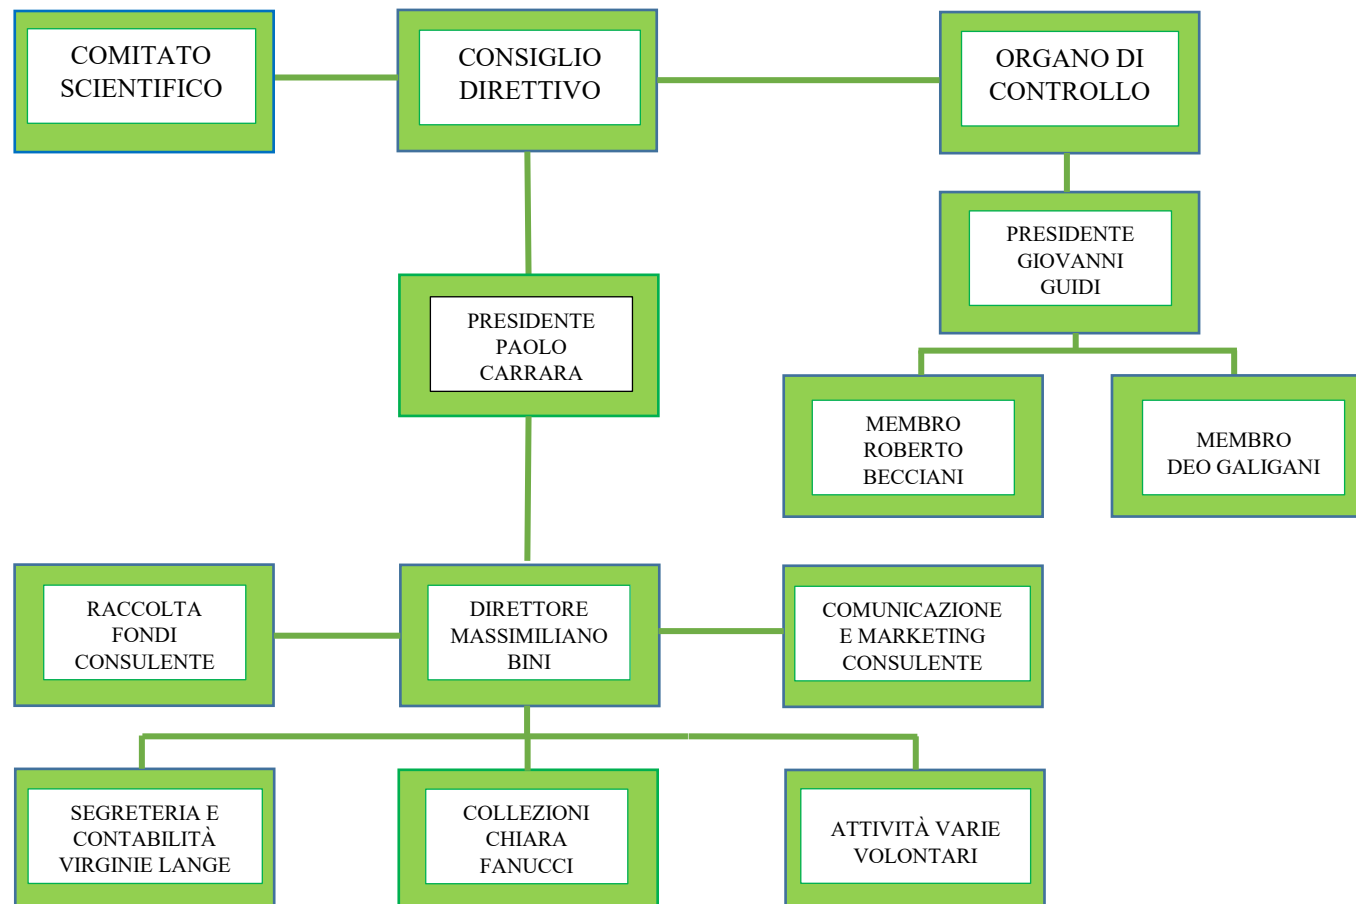 COMITATO
SCIENTIFICO
CONSIGLIO
DIRETTIVO
ORGANO DI
CONTROLLO
PRESIDENTE
GIOVANNI
GUIDI
PRESIDENTE
PAOLO
CARRARA
MEMBRO
ROBERTO
BECCIANI
MEMBRO
DEO GALIGANI
RACCOLTA
FONDI
CONSULENTE
DIRETTORE
MASSIMILIANO
BINI
COMUNICAZIONE
E MARKETING
CONSULENTE
SEGRETERIA E
CONTABILITÀ
VIRGINIE LANGE
COLLEZIONI
CHIARA
FANUCCI
ATTIVITÀ VARIE
VOLONTARI